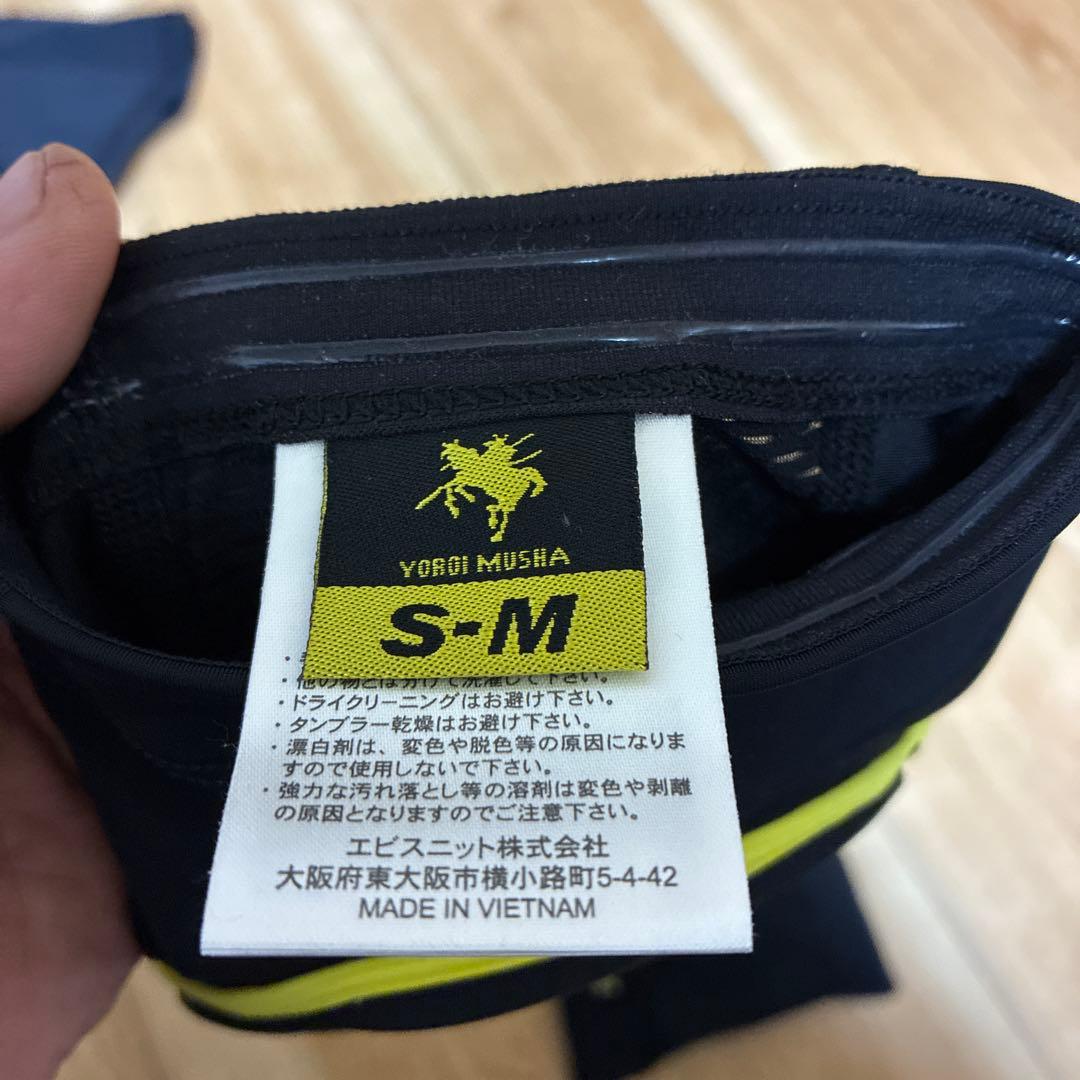 YOROI MUSHA
S-M
・他の物とは分けて洗濯して下さい。
・ドライクリーニングはお避け下さい。
・タンブラー乾燥はお避け下さい。
・漂白剤は、変色や脱色等の原因になりま
すので使用しないで下さい。
・強力な汚れ落とし等の溶剤は変色や剥離
の原因となりますのでご注意下さい。
エビスニット株式会社
大阪府東大阪市横小路町5-4-42
MADE IN VIETNAM